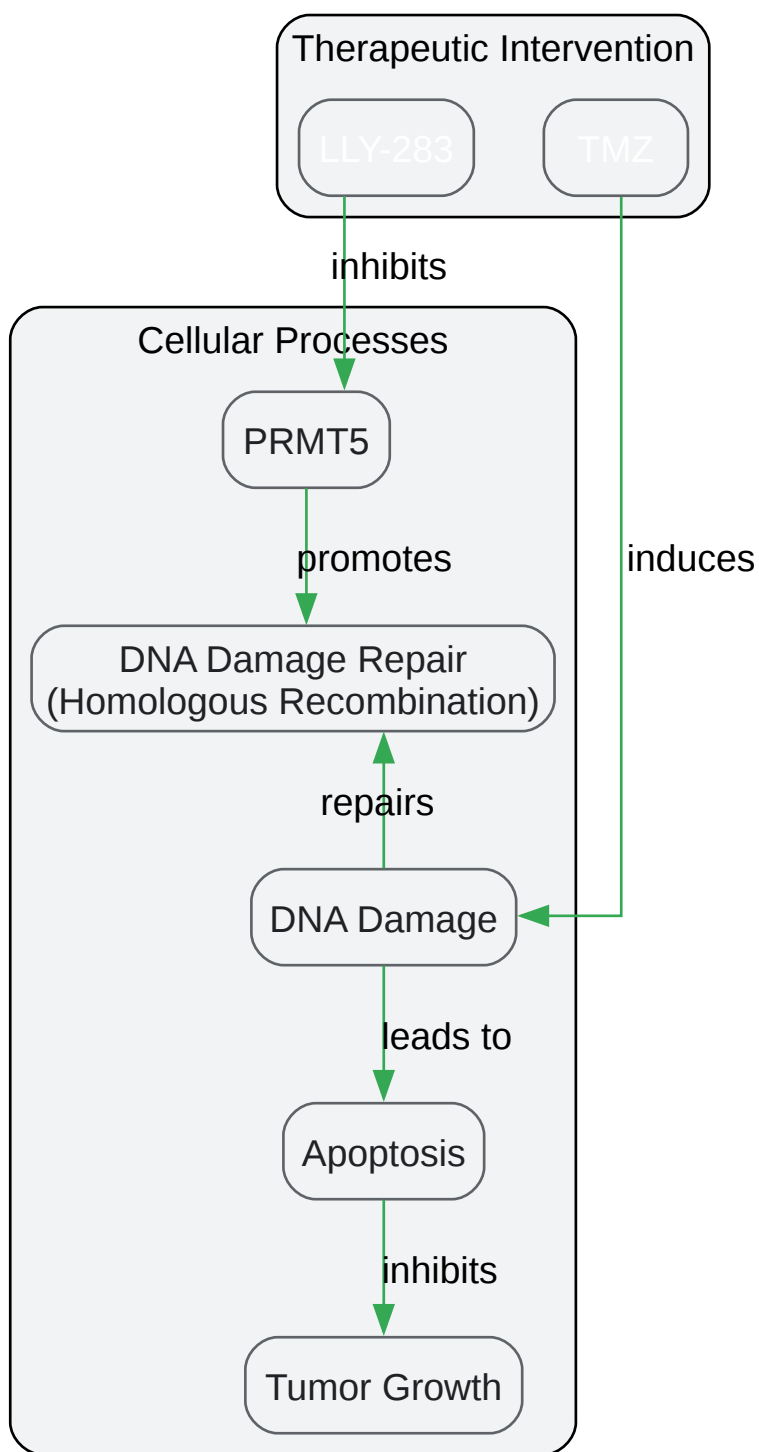 Therapeutic Intervention
LLY-283
TMZ
inhibits
Cellular Processes
PRMT5
promotes
induces
DNA Damage Repair
(Homologous Recombination)
repairs
DNA Damage
leads to
Apoptosis
inhibits
Tumor Growth